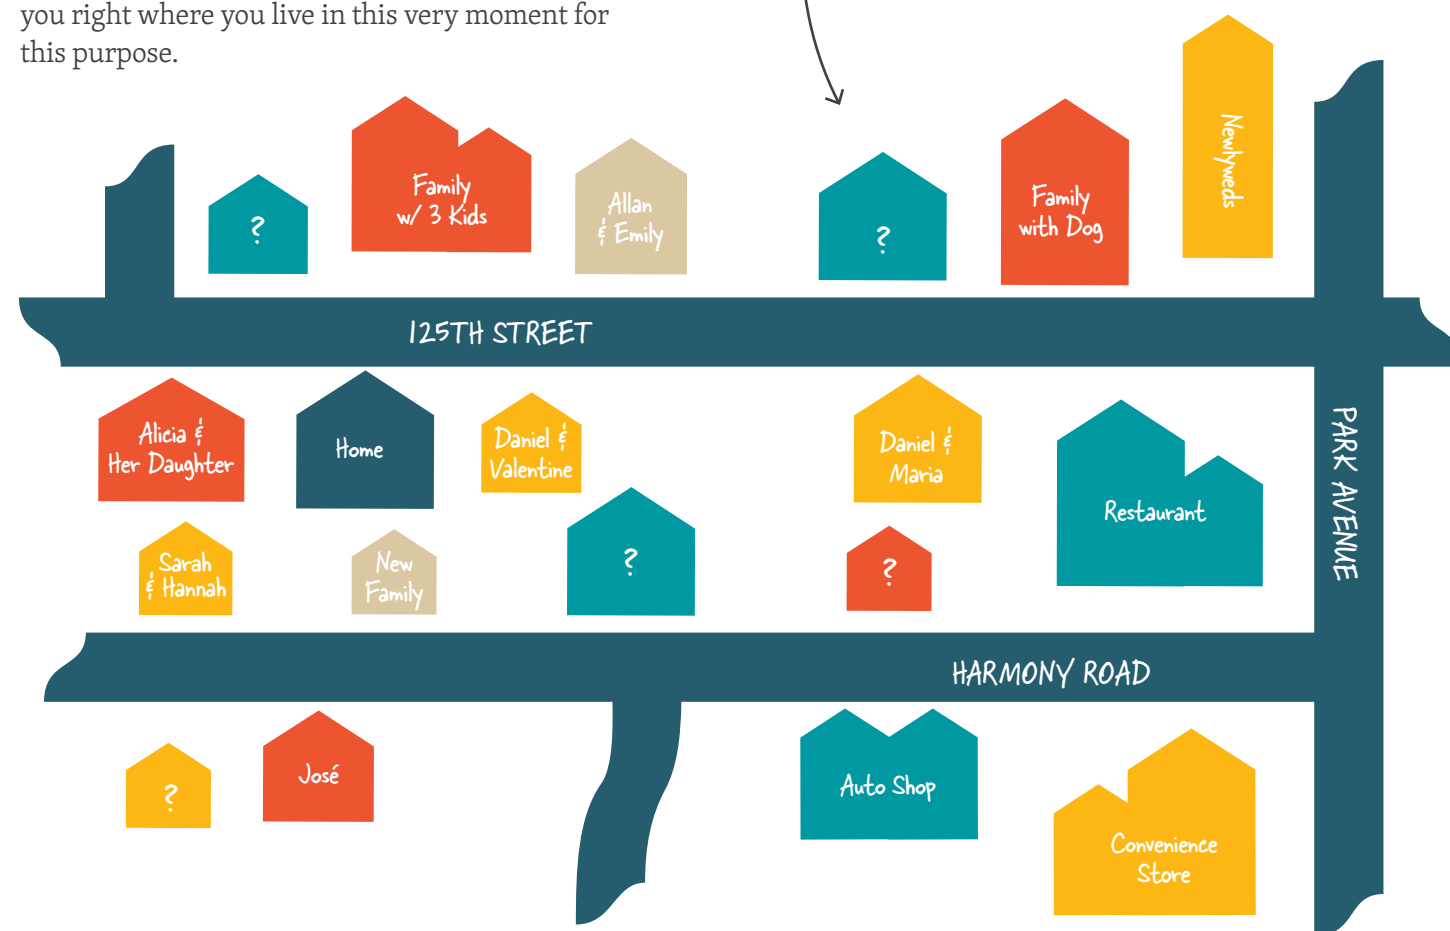 you right where you live in this very moment for
this purpose.
?
Family
w/ 3 Kids
Allan
& Emily
?
Family
with Dog
Newlyweds
125TH STREET
Alicia &
Her Daughter
Home
Daniel &
Valentine
Daniel &
Maria
Restaurant
PARK AVENUE
Sarah
& Hannah
New
Family
?
?
HARMONY ROAD
?
José
Auto Shop
Convenience
Store